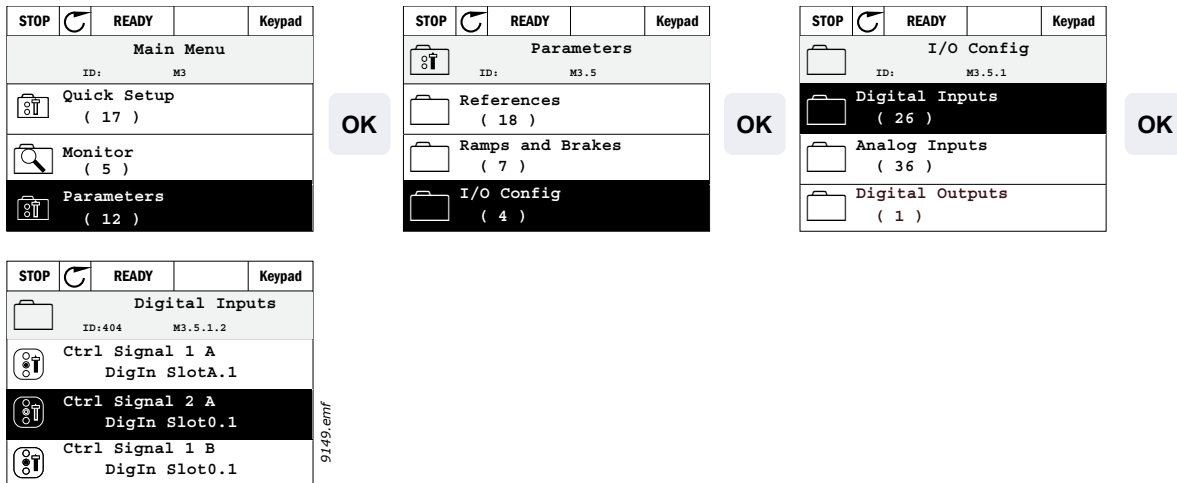 STOP READY Keypad
Main Menu
ID: M3
Quick Setup
( 17 )
Monitor
( 5 )
Parameters
( 12 )
OK
STOP READY Keypad
Parameters
ID: M3.5
References
( 18 )
Ramps and Brakes
( 7 )
I/O Config
( 4 )
OK
STOP READY Keypad
I/O Config
ID: M3.5.1
Digital Inputs
( 26 )
Analog Inputs
( 36 )
Digital Outputs
( 1 )
OK
STOP READY Keypad
Digital Inputs
ID:404 M3.5.1.2
Ctrl Signal 1 A
DigIn SlotA.1
Ctrl Signal 2 A
DigIn Slot0.1
Ctrl Signal 1 B
DigIn Slot0.1
9149.emf